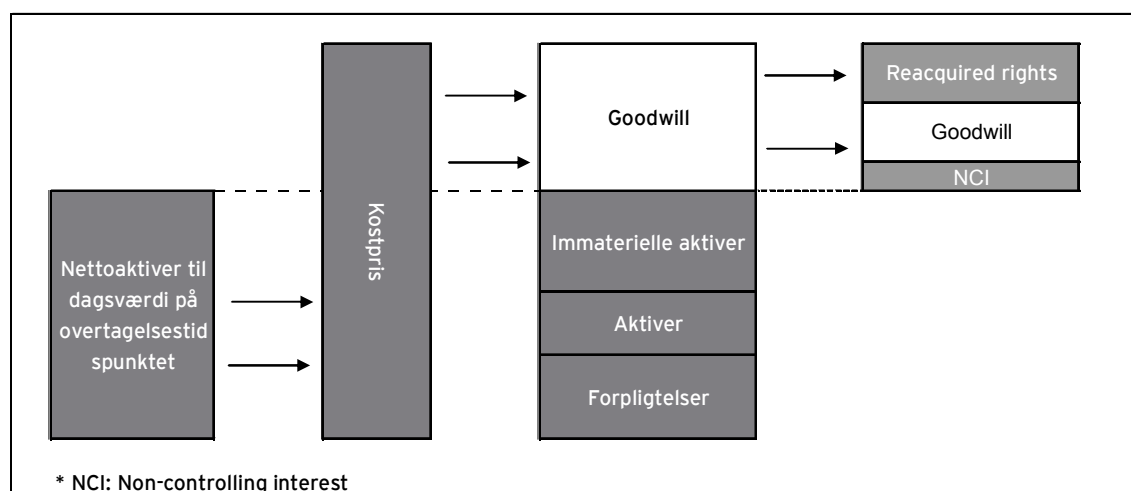 Nettoaktiver til
dagsværdi på
overtagelsestid
spunktet
Kostpris
Goodwill
Immaterielle aktiver
Aktiver
Forpligtelser
Reacquired rights
Goodwill
NCI
* NCI: Non-controlling interest